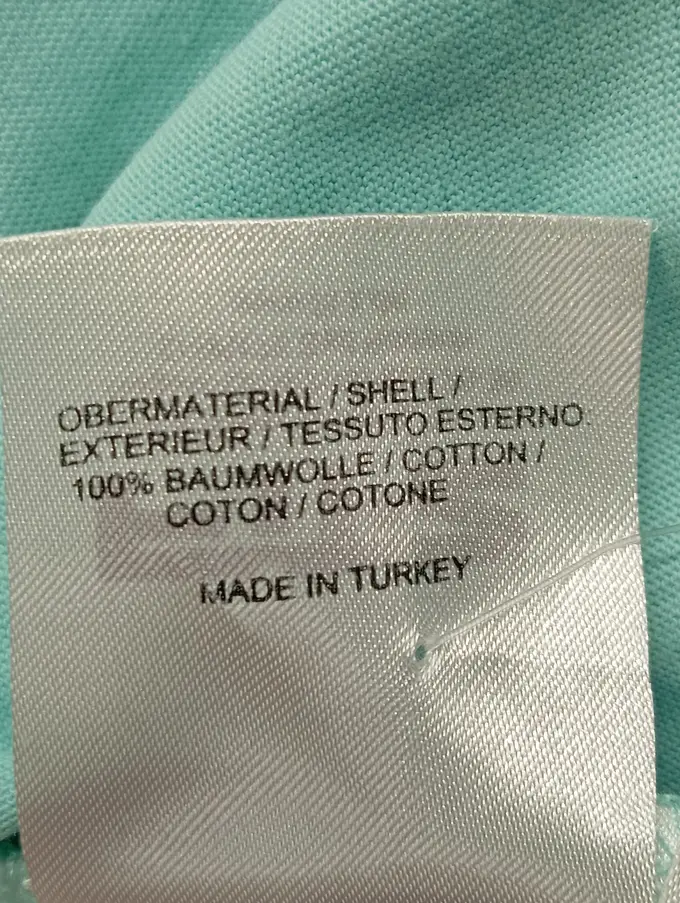 OBERMATERIAL / SHELL /
EXTERIEUR / TESSUTO ESTERNO:
100% BAUMWOLLE / COTTON /
COTON / COTONE
MADE IN TURKEY